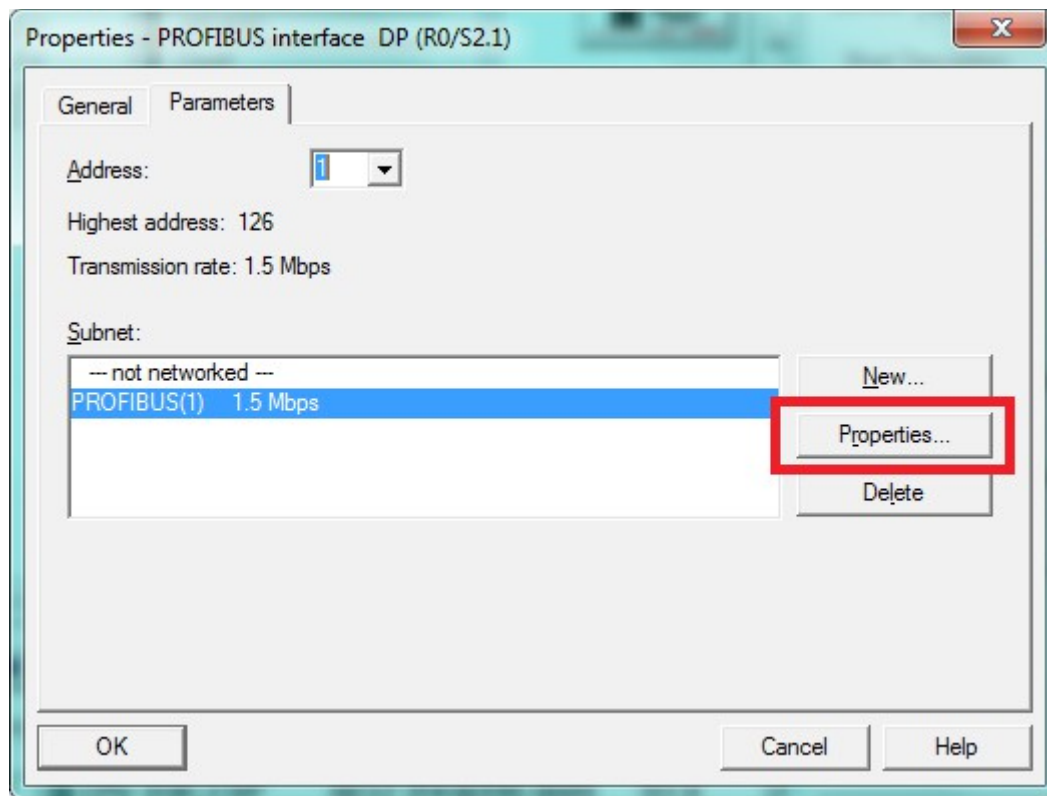 Properties - PROFIBUS interface DP (R0/S2.1)
General Parameters
Address: 1
Highest address: 126
Transmission rate: 1.5 Mbps
Subnet:
--- not networked ---
PROFIBUS(1) 1.5 Mbps
New...
Properties...
Delete
OK Cancel Help